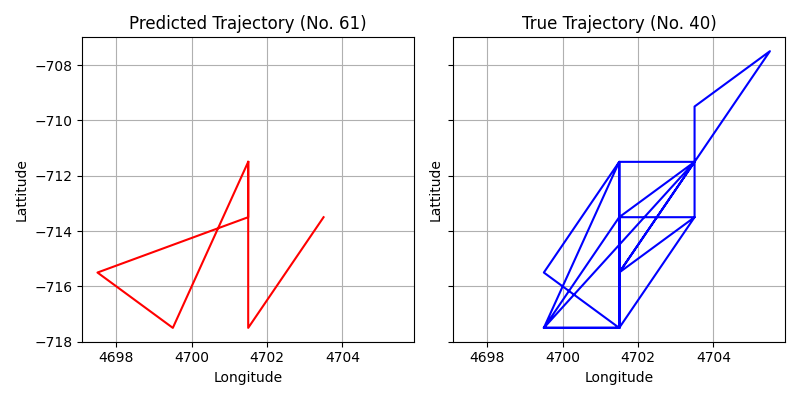 Predicted Trajectory (No. 61)
True Trajectory (No. 40)
−708
−710
−712
−714
−716
−718
Lattitude
Lattitude
4698
4700
4702
4704
4698
4700
4702
4704
Longitude
Longitude